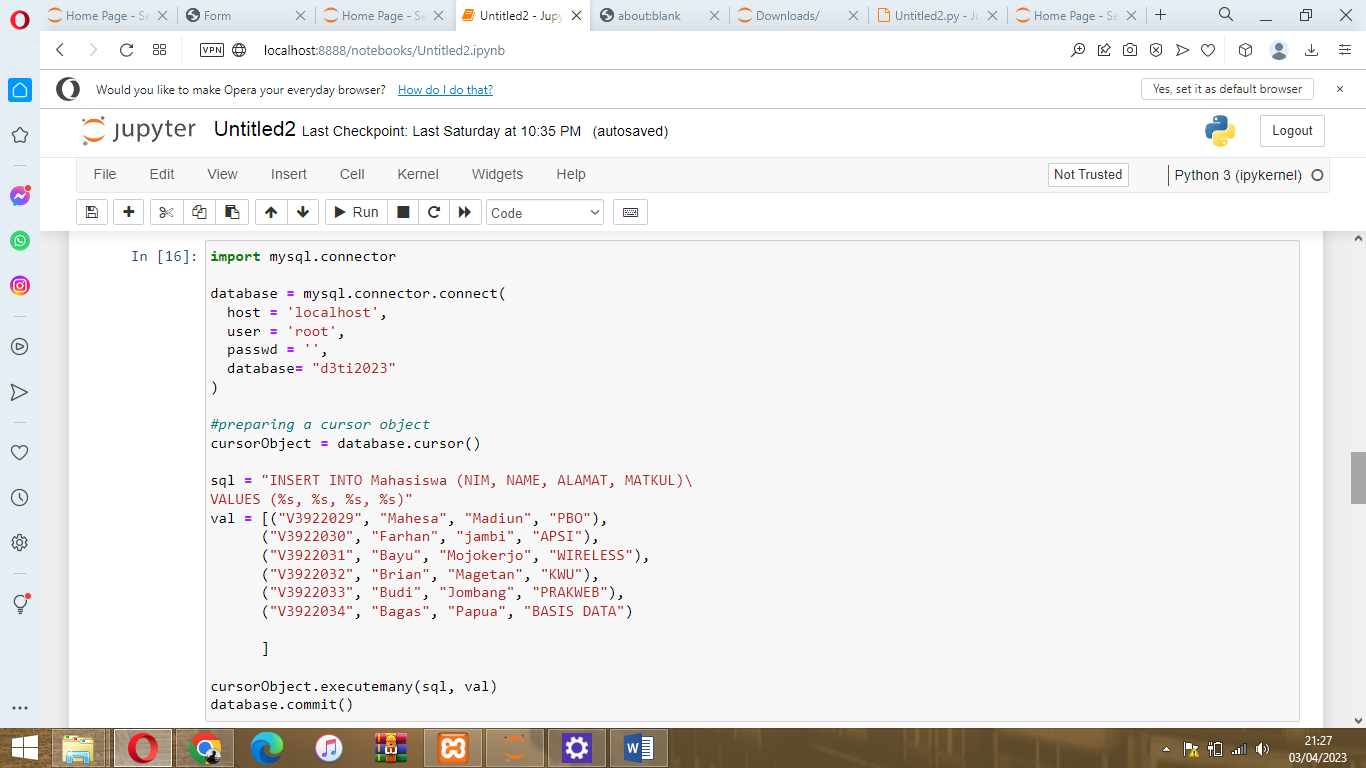 Home Page - Se
Form
Home Page - Se
Untitled2 - Jupy
about:blank
Downloads/
Untitled2.py - Ju
Home Page - Se
VPN
localhost:8888/notebooks/Untitled2.ipynb
Would you like to make Opera your everyday browser? How do I do that?
Yes, set it as default browser
jupyter Untitled2 Last Checkpoint: Last Saturday at 10:35 PM (autosaved)
Logout
File Edit View Insert Cell Kernel Widgets Help
Not Trusted
Python 3 (ipykernel)
Run
Code
In [16]: import mysql.connector
database = mysql.connector.connect(
host = 'localhost',
user = 'root',
passwd = '',
database= "d3ti2023"
)
#preparing a cursor object
cursorObject = database.cursor()
sql = "INSERT INTO Mahasiswa (NIM, NAME, ALAMAT, MATKUL)\
VALUES (%s, %s, %s, %s)"
val = [("V3922029", "Mahesa", "Madiun", "PBO"),
("V3922030", "Farhan", "jambi", "APSI"),
("V3922031", "Bayu", "Mojokerjo", "WIRELESS"),
("V3922032", "Brian", "Magetan", "KWU"),
("V3922033", "Budi", "Jombang", "PRAKWEB"),
("V3922034", "Bagas", "Papua", "BASIS DATA")
]
cursorObject.executemany(sql, val)
database.commit()
21:27
03/04/2023